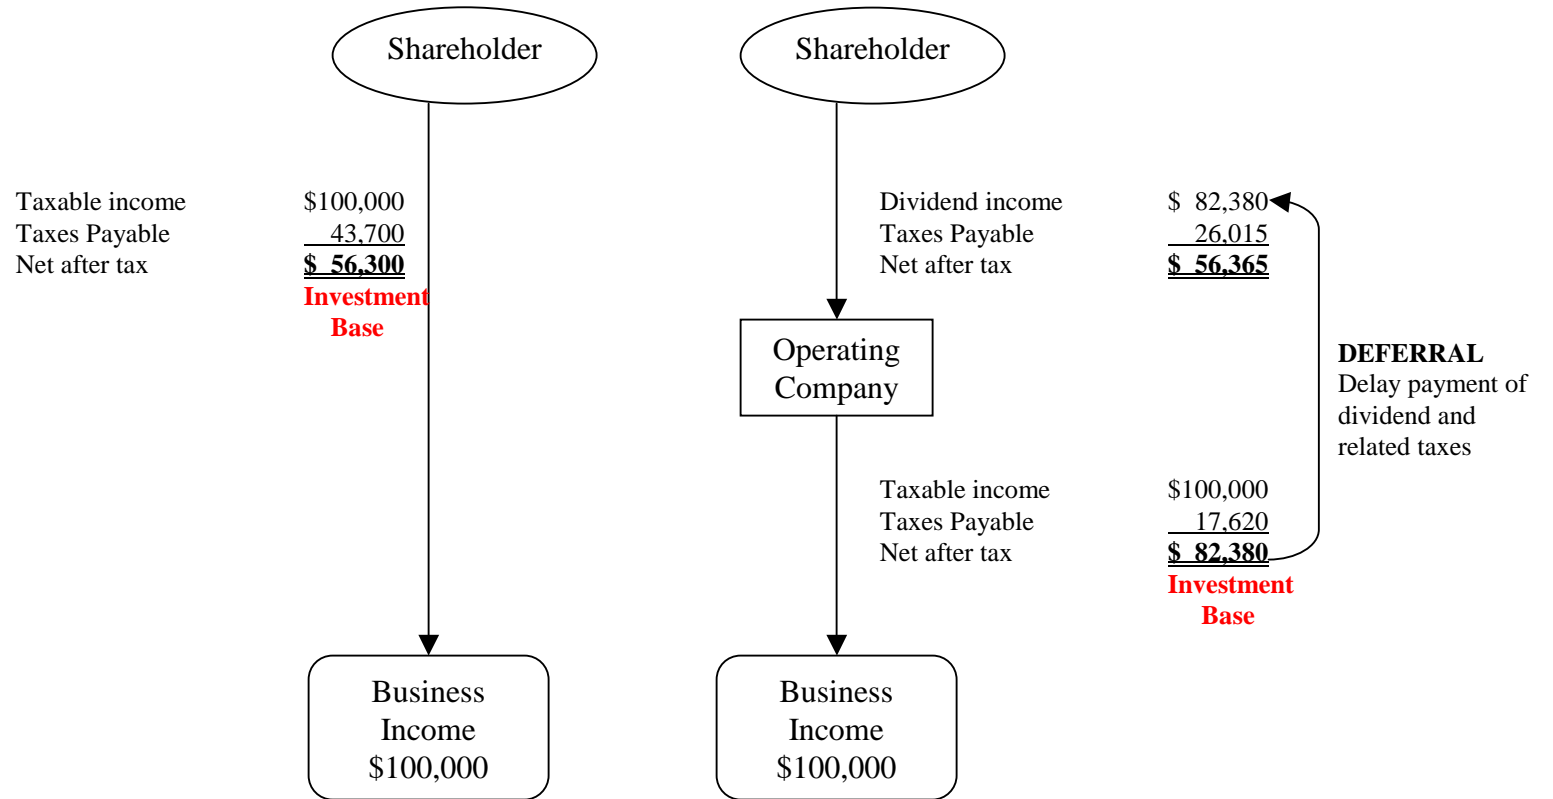 Shareholder
Taxable income $100,000
Taxes Payable 43,700
Net after tax $ 56,300
Investment
Base
Business
Income
$100,000
Shareholder
Dividend income $ 82,380
Taxes Payable 26,015
Net after tax $ 56,365
Operating
Company
DEFERRAL
Delay payment of
dividend and
related taxes
Taxable income $100,000
Taxes Payable 17,620
Net after tax $ 82,380
Investment
Base
Business
Income
$100,000